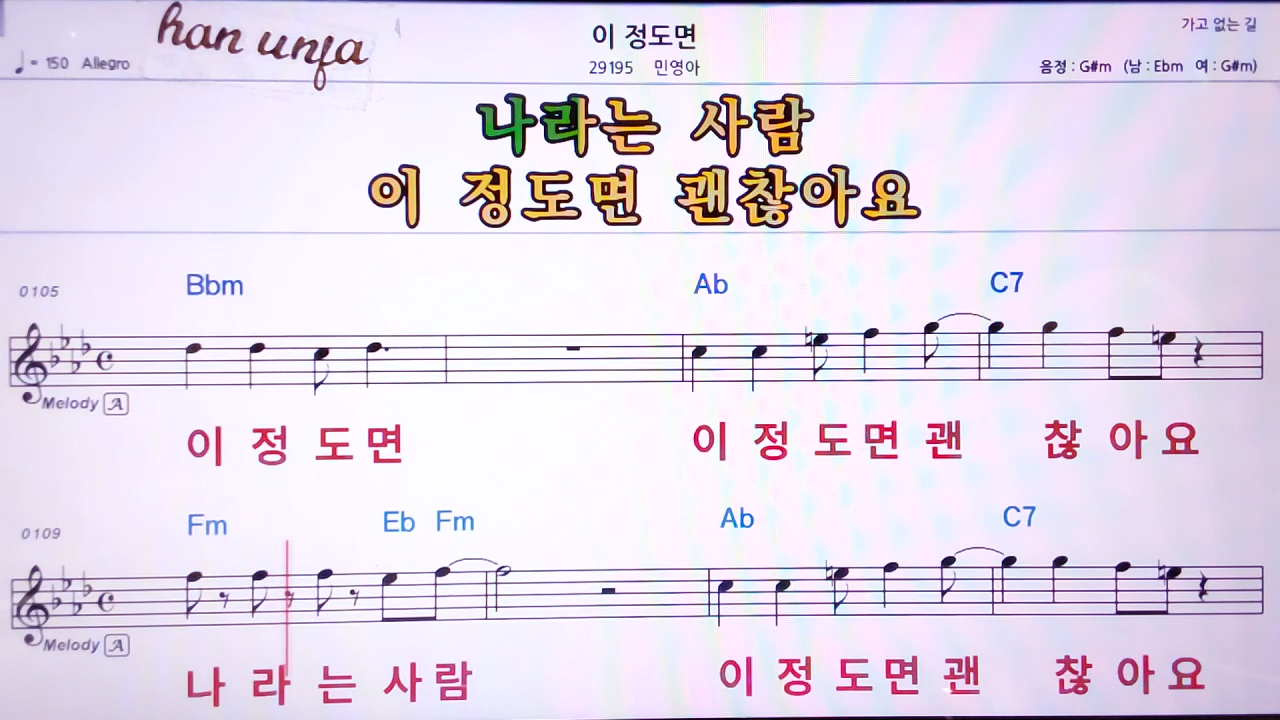 han unfa
이 정도면
가고 없는 길
♩= 150 Allegro
29195 민영아
음정 : G#m (남 : Ebm 여 : G#m)
나라는 사람
이 정도면 괜찮아요
0105
Bbm Ab C7
Melody A
이 정 도 면 이 정 도 면 괜 찮 아 요
0109
Fm Eb Fm Ab C7
Melody A
나 라 는 사 람 이 정 도 면 괜 찮 아 요